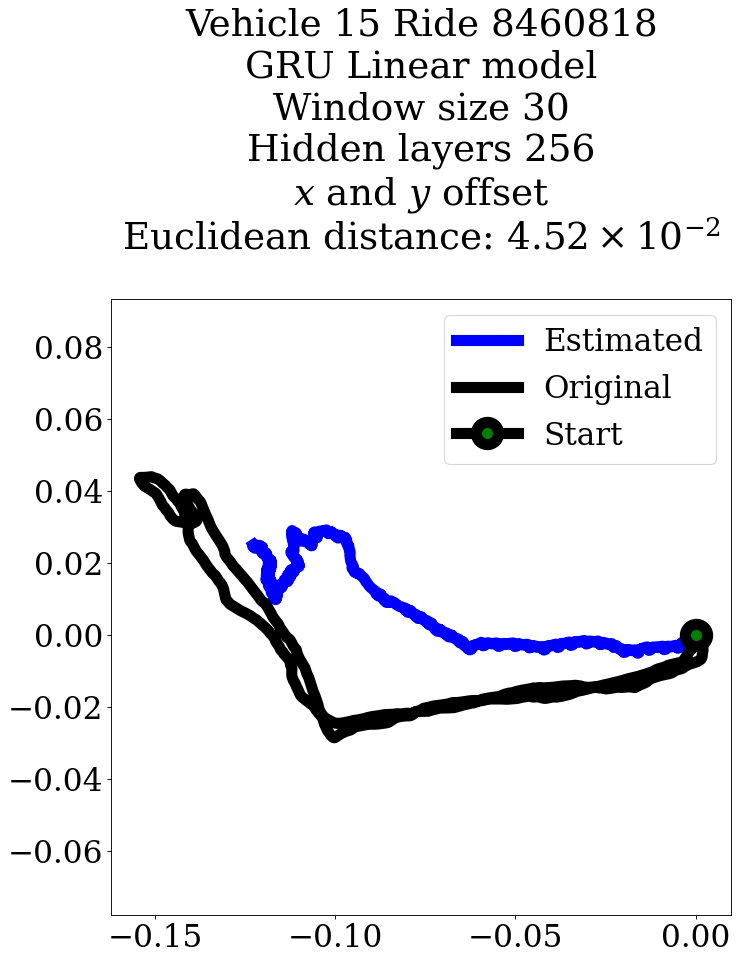 Vehicle 15 Ride 8460818
GRU Linear model
Window size 30
Hidden layers 256
x and y offset
Euclidean distance: 4.52 × 10⁻²
Estimated
Original
Start
0.08
0.06
0.04
0.02
0.00
−0.02
−0.04
−0.06
−0.15
−0.10
−0.05
0.00